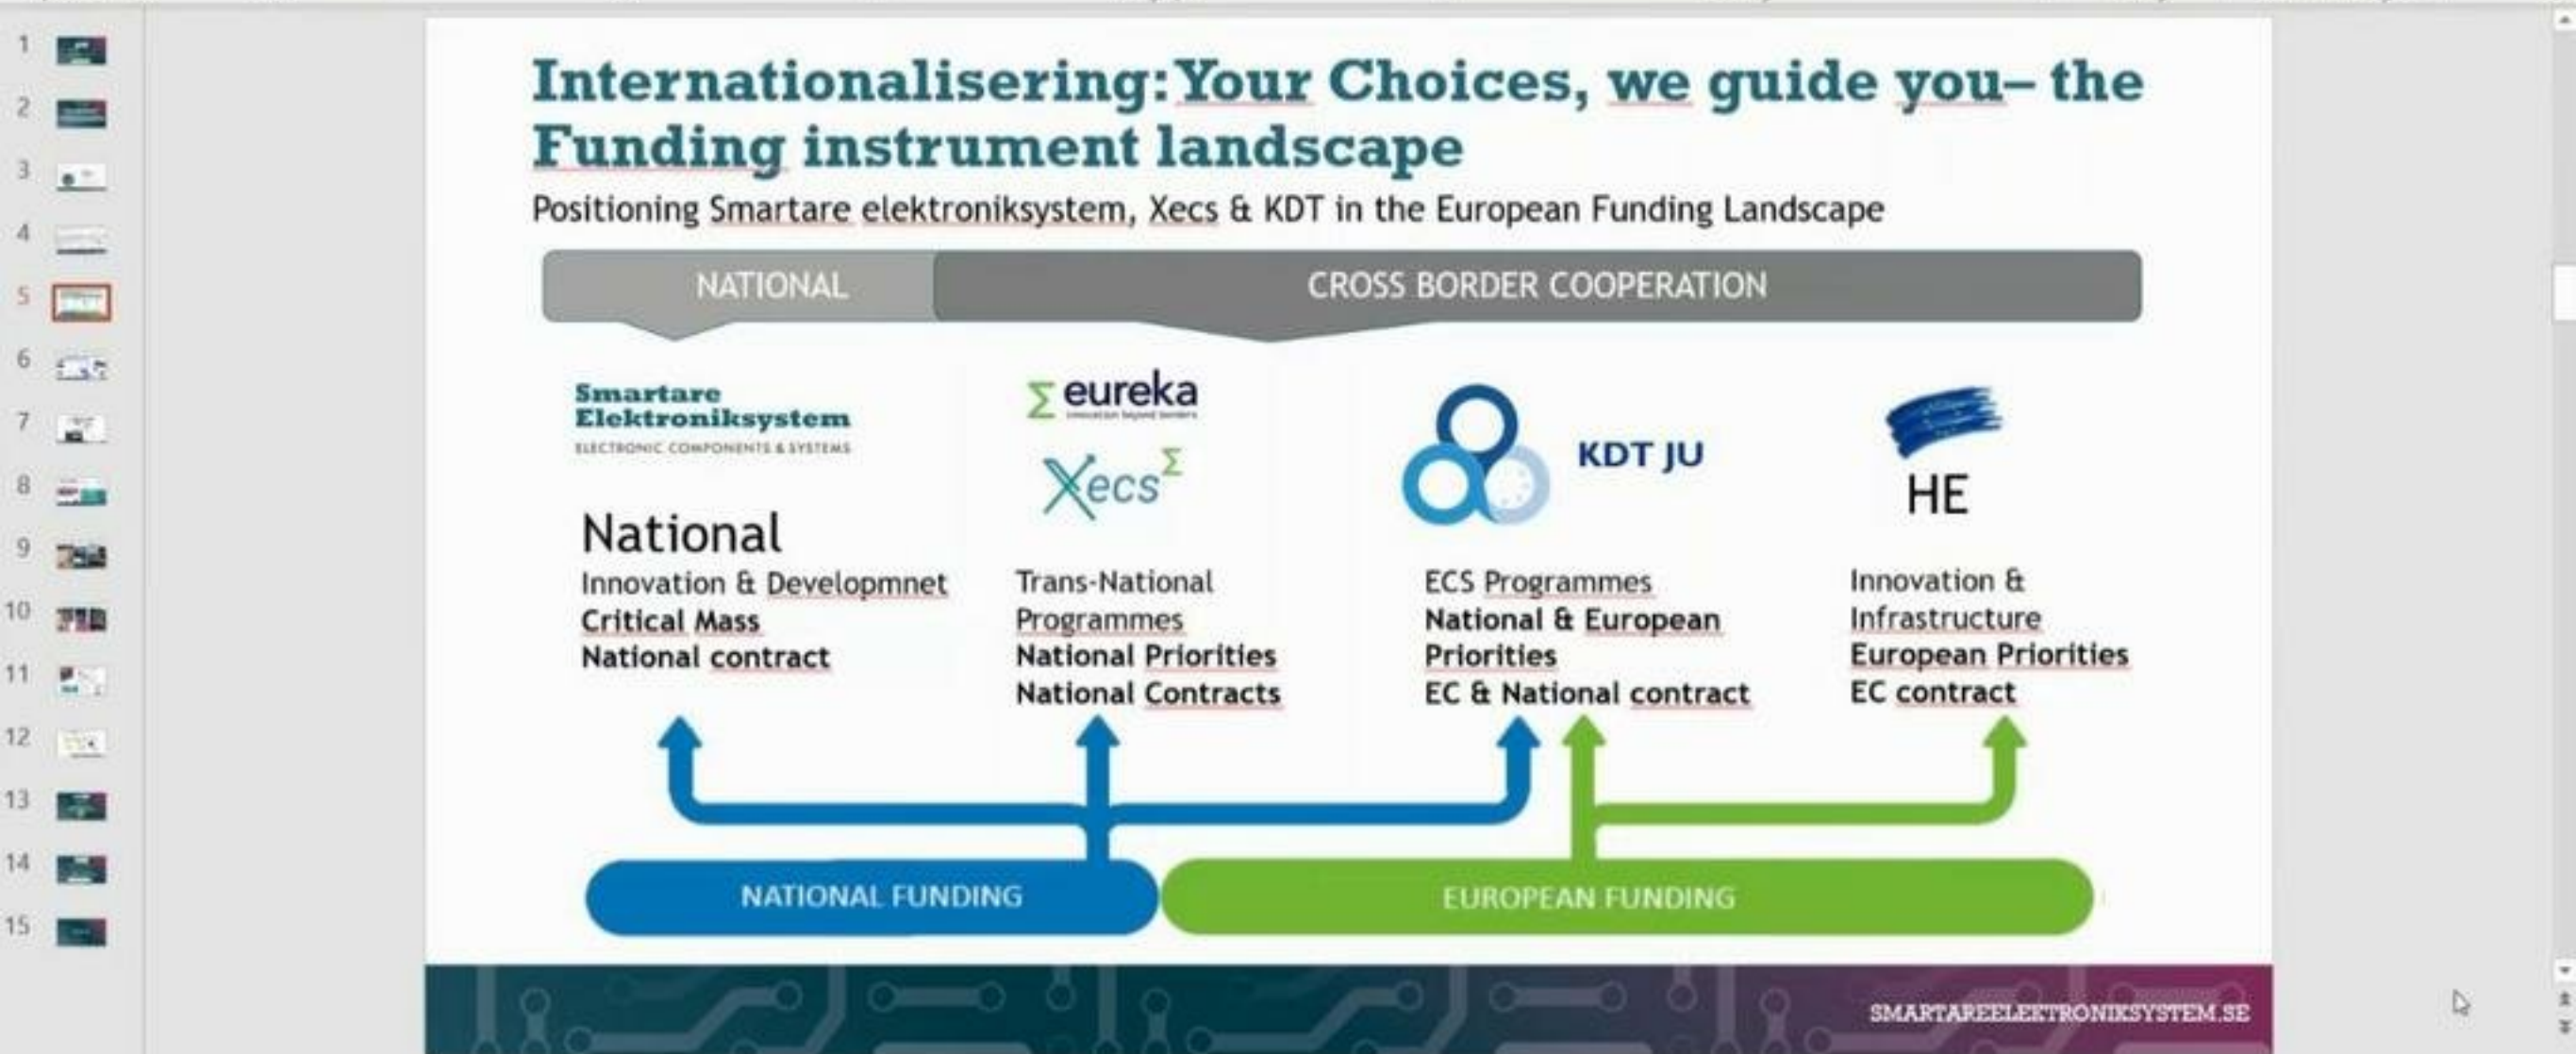 1
2
3
4
5
6
7
8
9
10
11
12
13
14
15
Internationalisering: Your Choices, we guide you– the
Funding instrument landscape
Positioning Smartare elektroniksystem, Xecs & KDT in the European Funding Landscape
NATIONAL
CROSS BORDER COOPERATION
Smartare
Elektroniksystem
ELECTRONIC COMPONENTS & SYSTEMS
National
Innovation & Developmnet
Critical Mass
National contract
Σ eureka
innovation beyond borders
Xecs Σ
Trans-National
Programmes
National Priorities
National Contracts
KDT JU
ECS Programmes
National & European
Priorities
EC & National contract
HE
Innovation &
Infrastructure
European Priorities
EC contract
NATIONAL FUNDING
EUROPEAN FUNDING
SMARTAREELEKTRONIKSYSTEM.SE